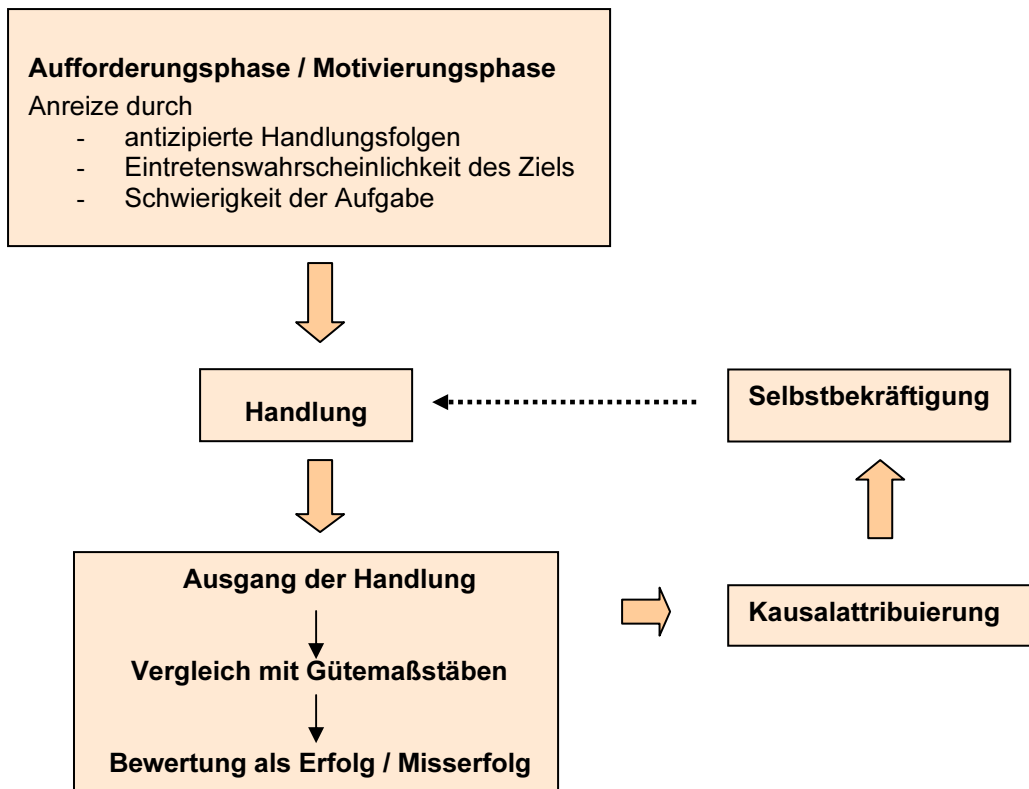 Aufforderungsphase / Motivierungsphase
Anreize durch
- antizipierte Handlungsfolgen
- Eintretenswahrscheinlichkeit des Ziels
- Schwierigkeit der Aufgabe
Handlung
Selbstbekräftigung
Ausgang der Handlung
Vergleich mit Gütemaßstäben
Bewertung als Erfolg / Misserfolg
Kausalattribuierung